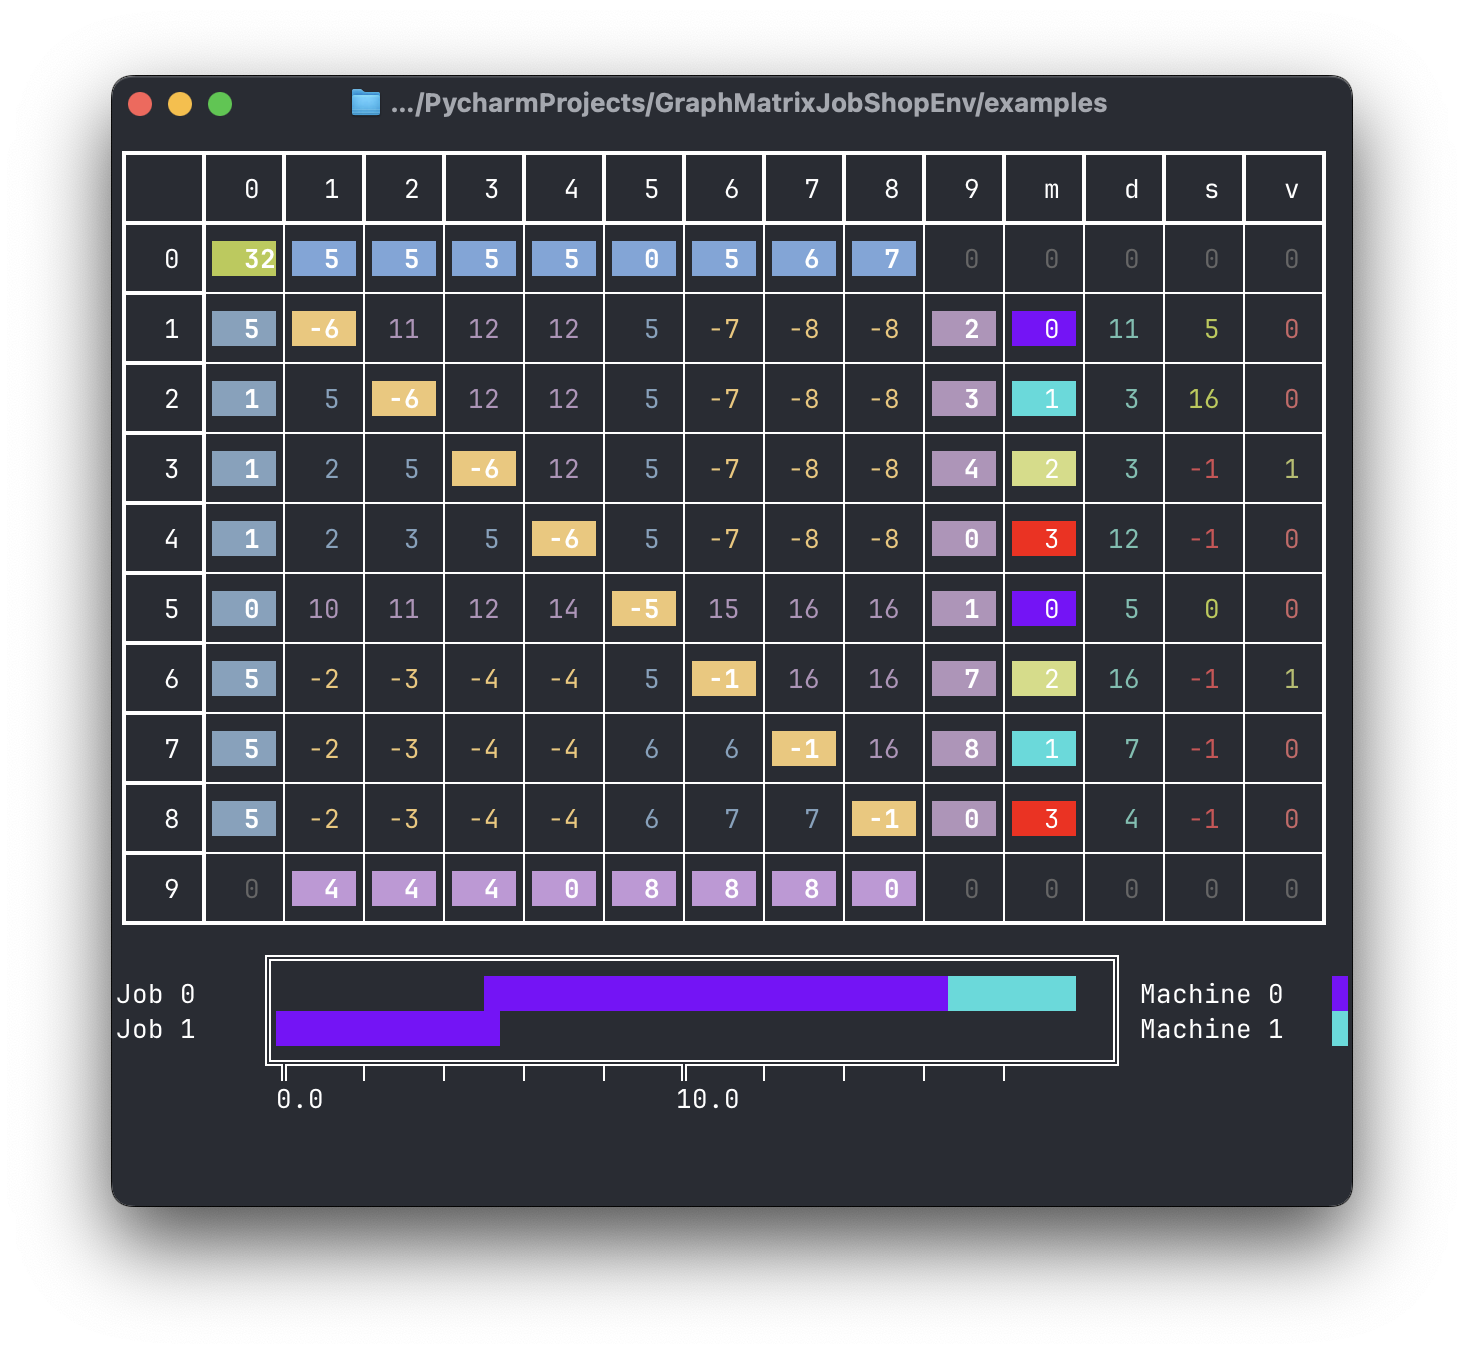 .../PycharmProjects/GraphMatrixJobShopEnv/examples
0 1 2 3 4 5 6 7 8 9 m d s v
0 32 5 5 5 5 0 5 6 7 0 0 0 0 0
1 5 -6 11 12 12 5 -7 -8 -8 2 0 11 5 0
2 1 5 -6 12 12 5 -7 -8 -8 3 1 3 16 0
3 1 2 5 -6 12 5 -7 -8 -8 4 2 3 -1 1
4 1 2 3 5 -6 5 -7 -8 -8 0 3 12 -1 0
5 0 10 11 12 14 -5 15 16 16 1 0 5 0 0
6 5 -2 -3 -4 -4 5 -1 16 16 7 2 16 -1 1
7 5 -2 -3 -4 -4 6 6 -1 16 8 1 7 -1 0
8 5 -2 -3 -4 -4 6 7 7 -1 0 3 4 -1 0
9 0 4 4 4 0 8 8 8 0 0 0 0 0 0
Job 0 Machine 0
Job 1 Machine 1
0.0 10.0